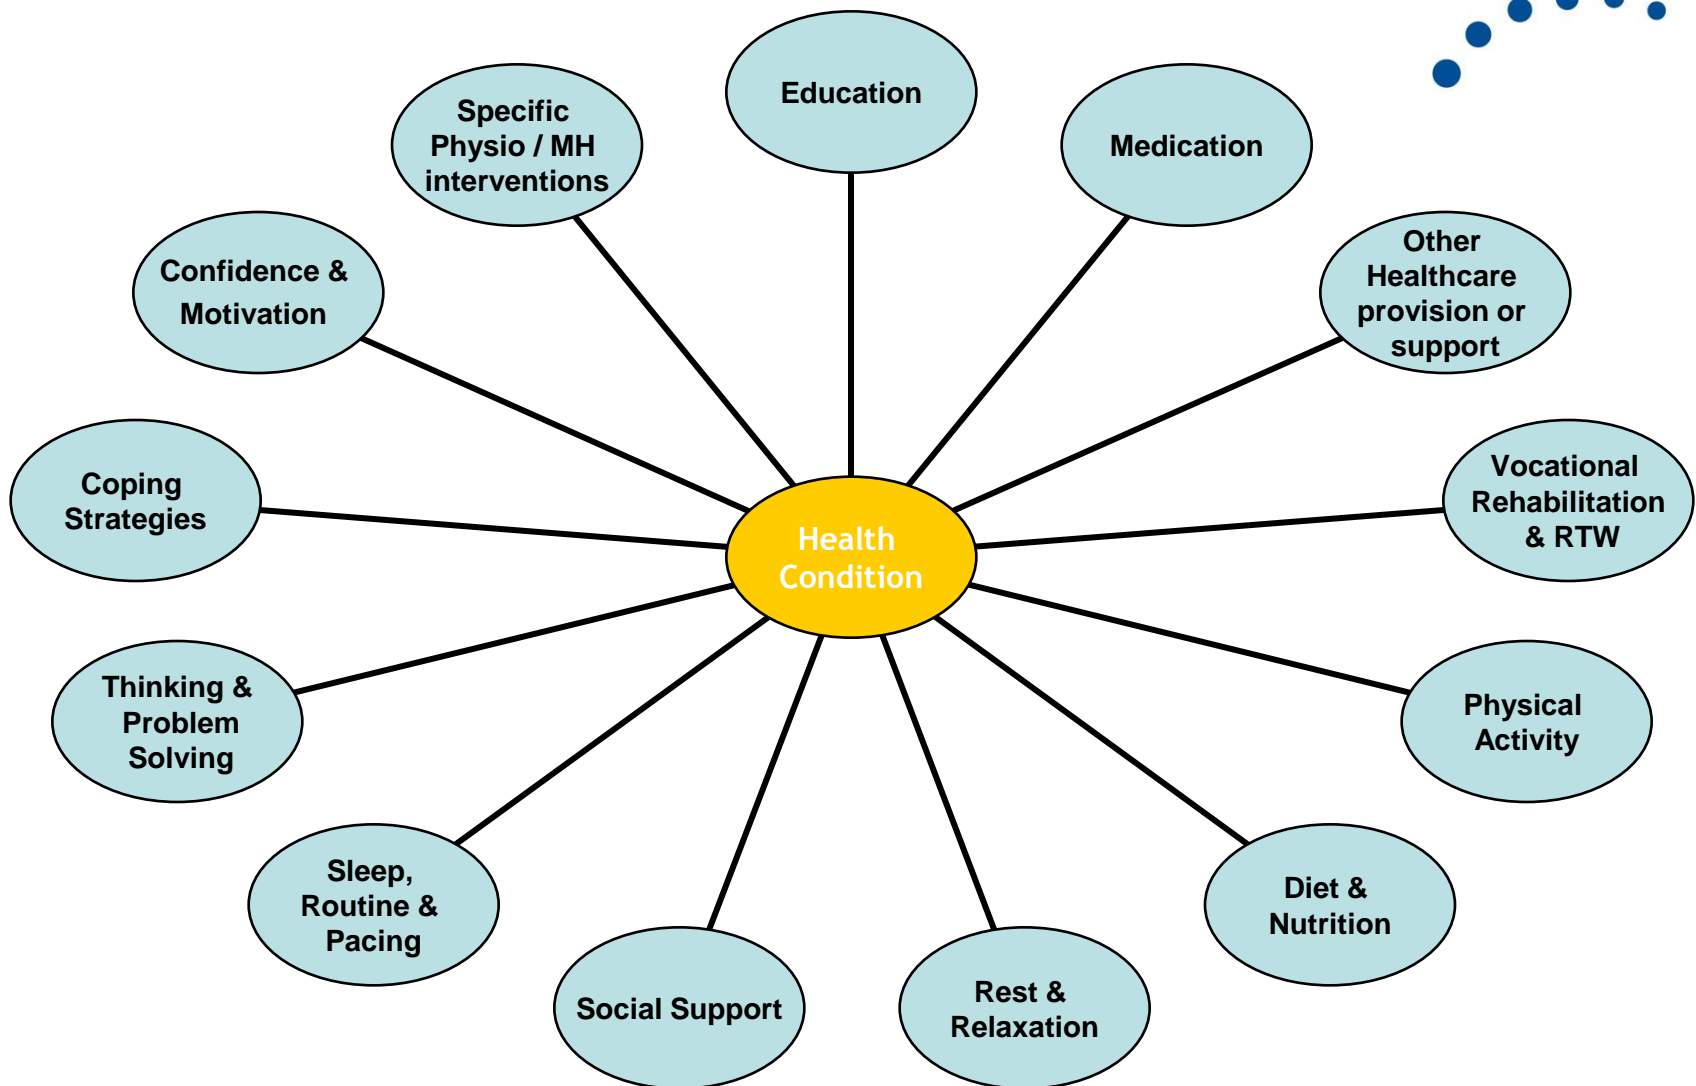 Education
Medication
Other
Healthcare
provision or
support
Vocational
Rehabilitation
& RTW
Physical
Activity
Diet &
Nutrition
Rest &
Relaxation
Social Support
Sleep,
Routine &
Pacing
Thinking &
Problem
Solving
Coping
Strategies
Confidence &
Motivation
Specific
Physio / MH
interventions
Health
Condition